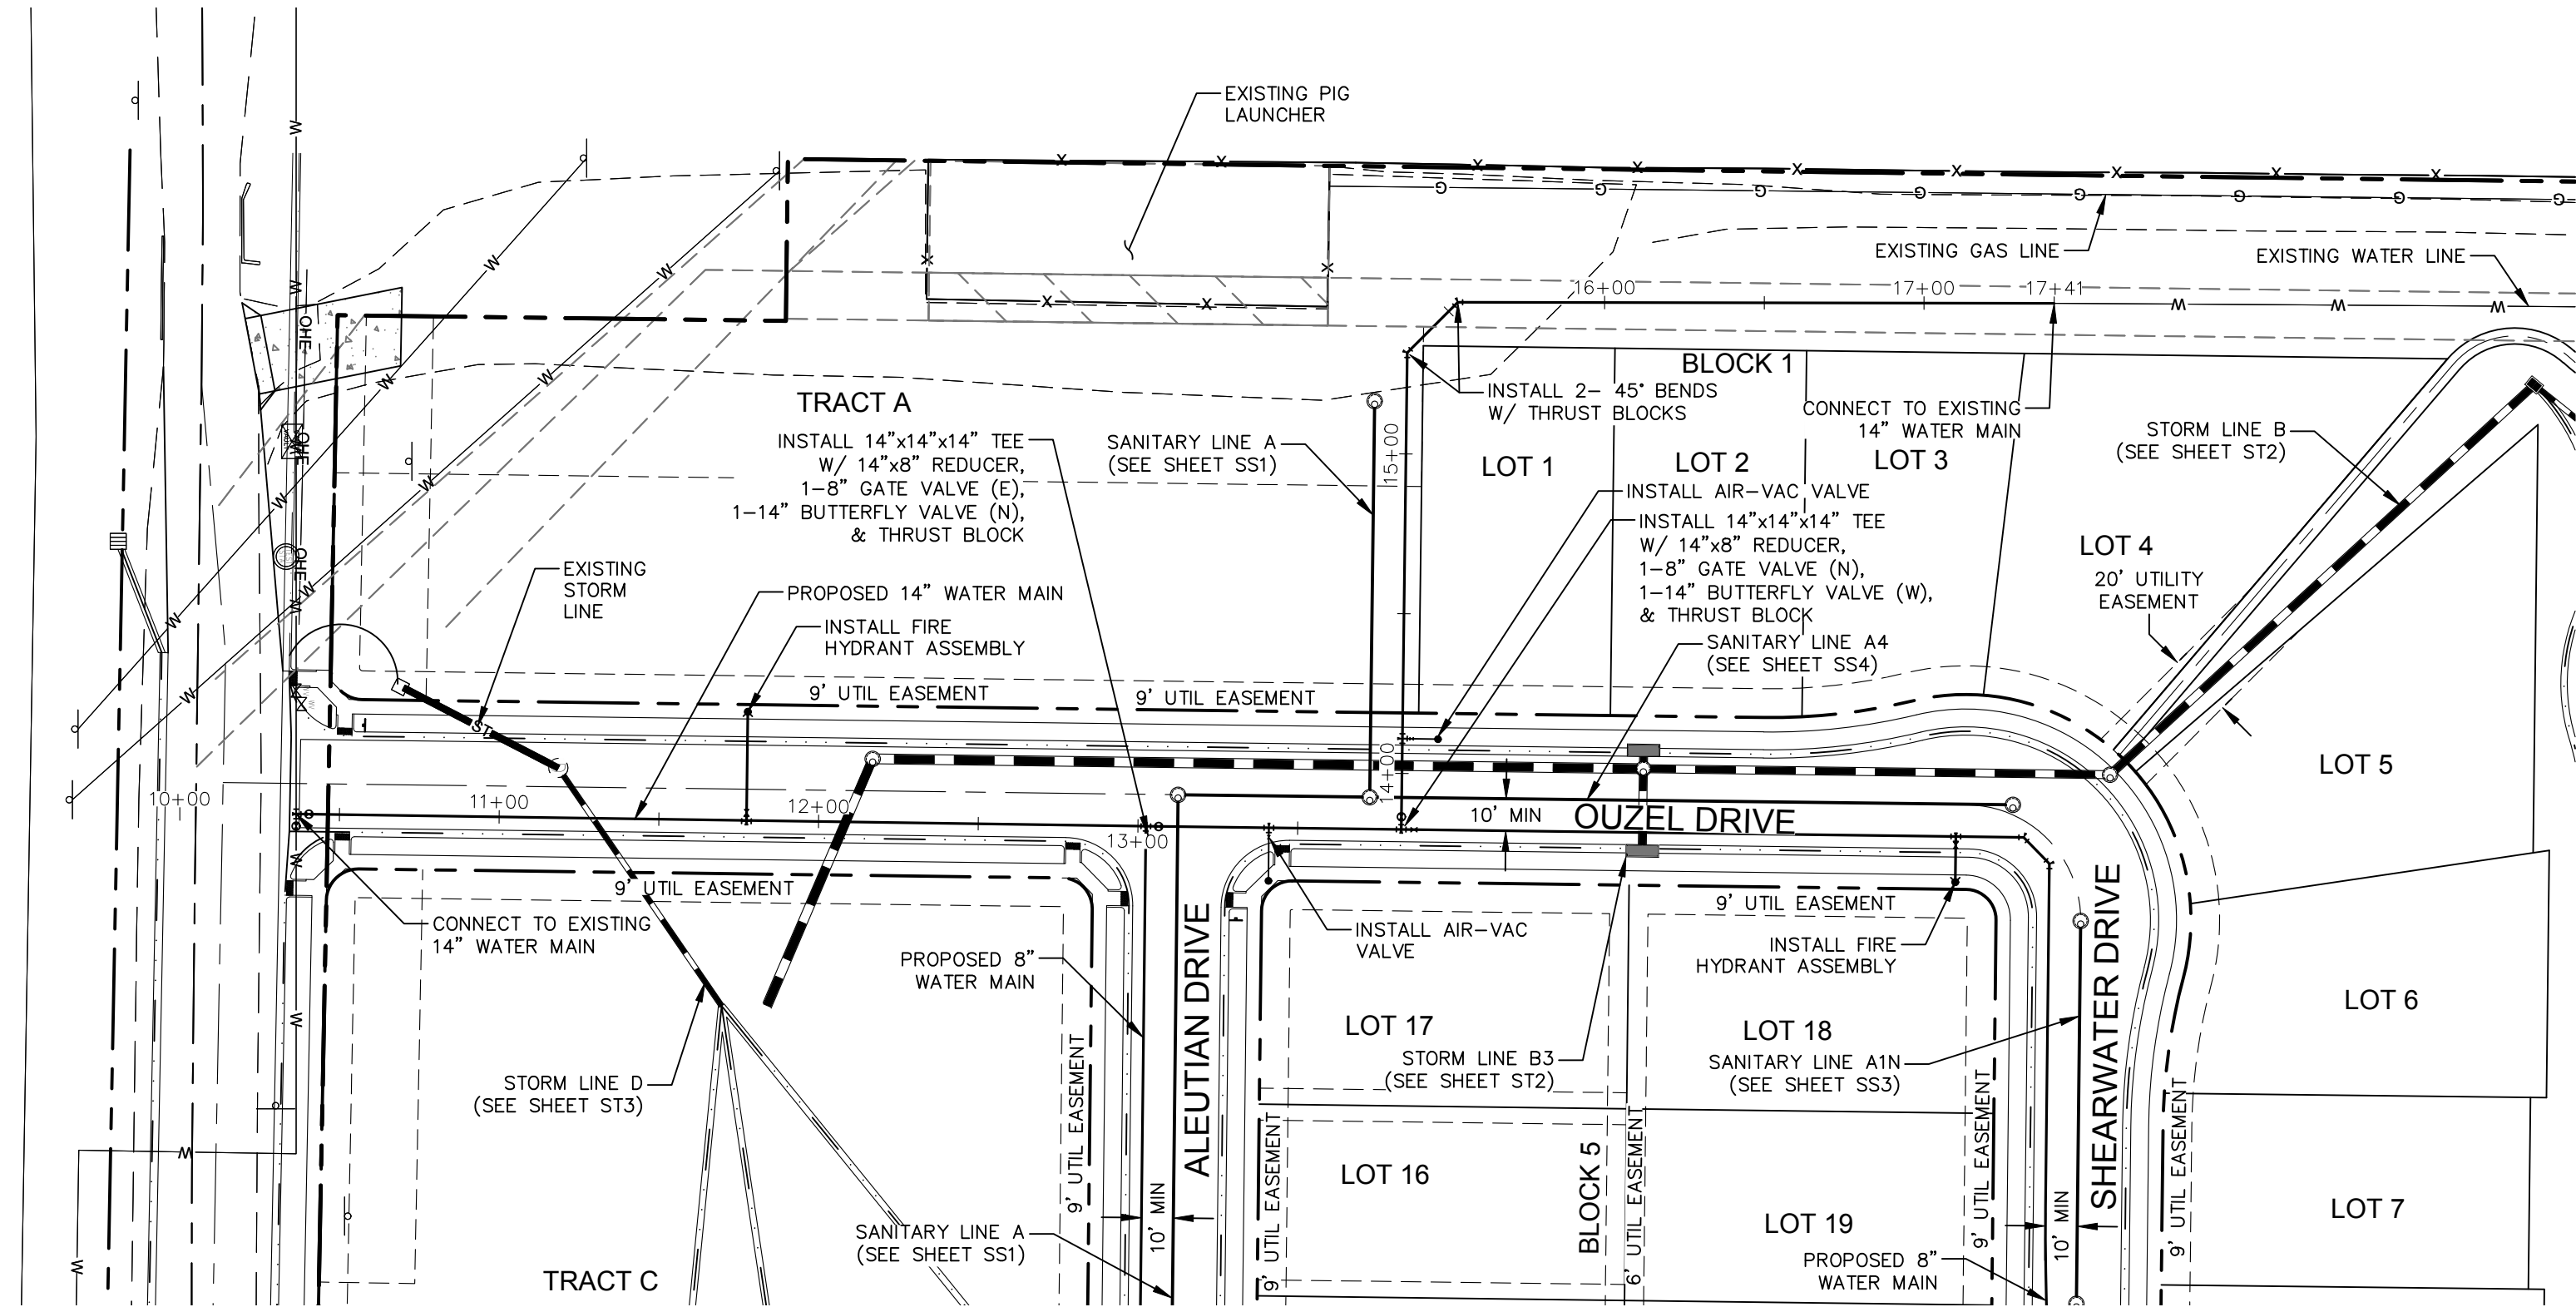 EXISTING PIG
LAUNCHER
EXISTING GAS LINE
EXISTING WATER LINE
X X X X X X X X X
G G G G G G G G
16+00
17+00
17+41
W W W
BLOCK 1
INSTALL 2- 45° BENDS
W/ THRUST BLOCKS
CONNECT TO EXISTING
14" WATER MAIN
STORM LINE B
(SEE SHEET ST2)
TRACT A
INSTALL 14"x14"x14" TEE
W/ 14"x8" REDUCER,
1-8" GATE VALVE (E),
1-14" BUTTERFLY VALVE (N),
& THRUST BLOCK
SANITARY LINE A
(SEE SHEET SS1)
15+00
LOT 1
LOT 2
LOT 3
INSTALL AIR-VAC VALVE
INSTALL 14"x14"x14" TEE
W/ 14"x8" REDUCER,
1-8" GATE VALVE (N),
1-14" BUTTERFLY VALVE (W),
& THRUST BLOCK
LOT 4
20' UTILITY
EASEMENT
OHE
OHE
OHE
EXISTING
STORM
LINE
PROPOSED 14" WATER MAIN
INSTALL FIRE
HYDRANT ASSEMBLY
SANITARY LINE A4
(SEE SHEET SS4)
9' UTIL EASEMENT
9' UTIL EASEMENT
ST
14+00
LOT 5
10+00
11+00
12+00
13+00
10' MIN
OUZEL DRIVE
9' UTIL EASEMENT
9' UTIL EASEMENT
CONNECT TO EXISTING
14" WATER MAIN
PROPOSED 8"
WATER MAIN
ALEUTIAN DRIVE
INSTALL AIR-VAC
VALVE
INSTALL FIRE
HYDRANT ASSEMBLY
SHEARWATER DRIVE
LOT 6
LOT 17
LOT 18
STORM LINE B3
(SEE SHEET ST2)
SANITARY LINE A1N
(SEE SHEET SS3)
STORM LINE D
(SEE SHEET ST3)
9' UTIL EASEMENT
9' UTIL EASEMENT
6' UTIL EASEMENT
9' UTIL EASEMENT
9' UTIL EASEMENT
BLOCK 5
LOT 16
LOT 19
LOT 7
10' MIN
10' MIN
SANITARY LINE A
(SEE SHEET SS1)
PROPOSED 8"
WATER MAIN
TRACT C